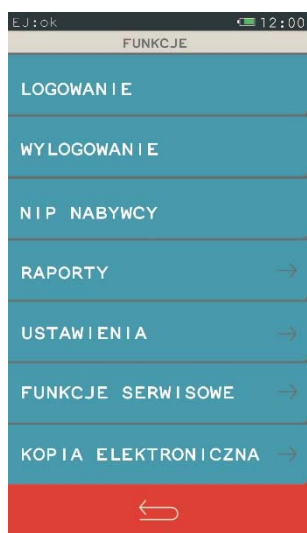 EJ:ok 12:00
FUNKCJE
LOGOWANIE
WYLOGOWANIE
NIP NABYWCY
RAPORTY
USTAWIENIA
FUNKCJE SERWISOWE
KOPIA ELEKTRONICZNA